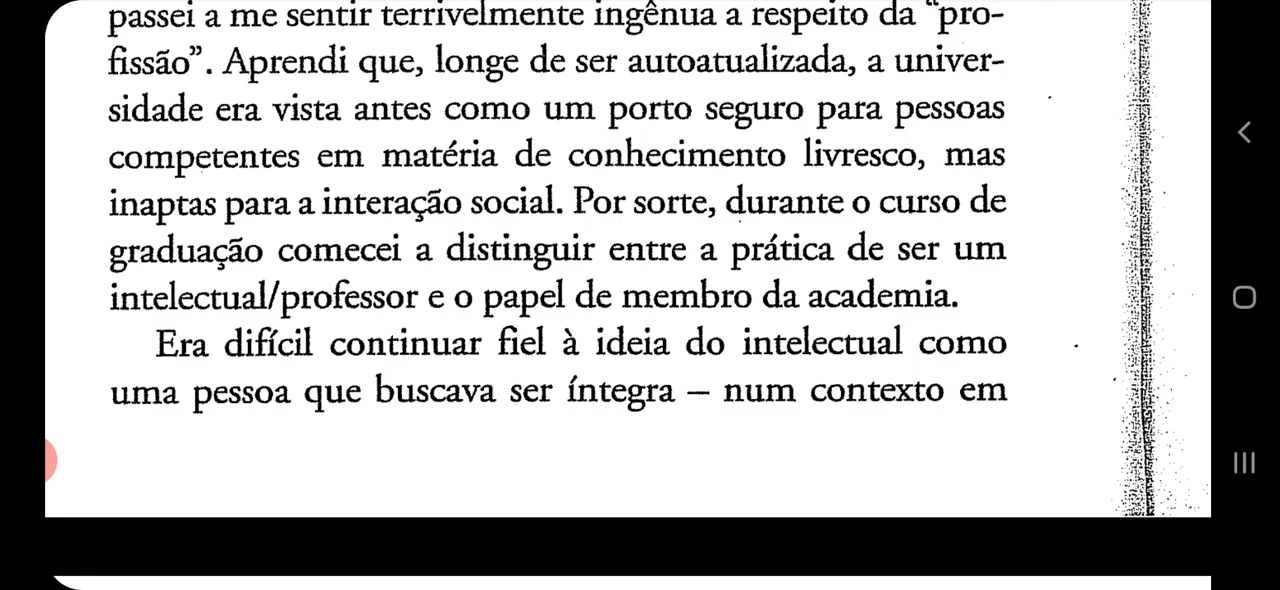 passei a me sentir terrivelmente ingênua a respeito da “pro-
fissão”. Aprendi que, longe de ser autoatualizada, a univer-
sidade era vista antes como um porto seguro para pessoas
competentes em matéria de conhecimento livresco, mas
inaptas para a interação social. Por sorte, durante o curso de
graduação comecei a distinguir entre a prática de ser um
intelectual/professor e o papel de membro da academia.
Era difícil continuar fiel à ideia do intelectual como
uma pessoa que buscava ser íntegra – num contexto em